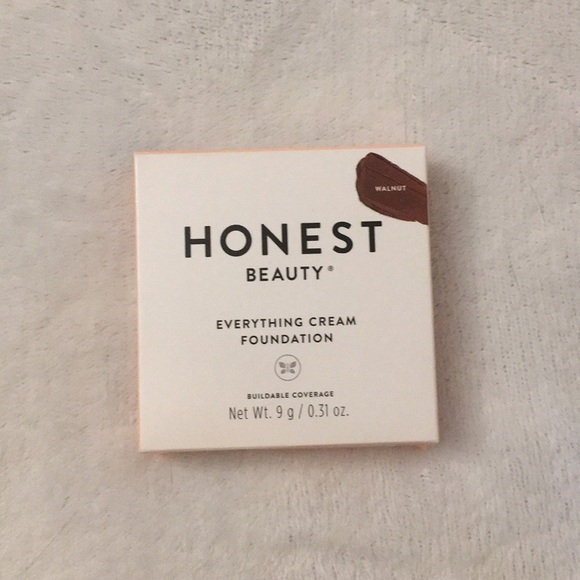 WALNUT
HONEST
BEAUTY®
EVERYTHING CREAM
FOUNDATION
BUILDABLE COVERAGE
Net Wt. 9 g / 0.31 oz.